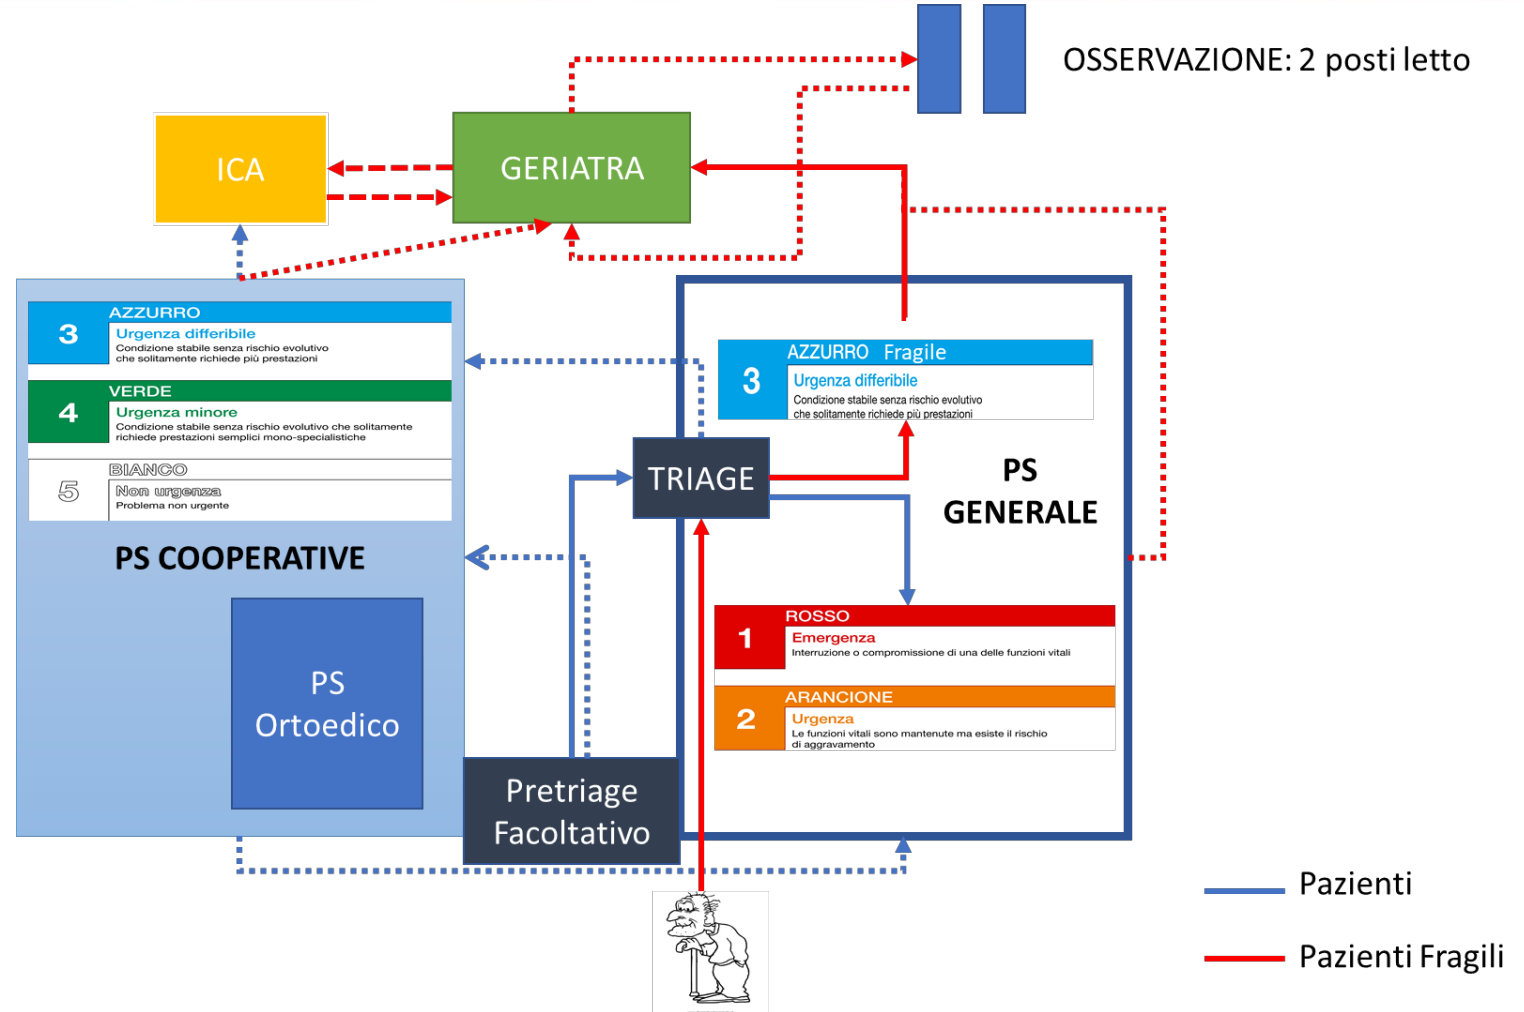 OSSERVAZIONE: 2 posti letto
ICA
GERIATRA
3
AZZURRO
Urgenza differibile
Condizione stabile senza rischio evolutivo
che solitamente richiede più prestazioni
4
VERDE
Urgenza minore
Condizione stabile senza rischio evolutivo che solitamente
richiede prestazioni semplici mono-specialistiche
5
BIANCO
Non urgenza
Problema non urgente
PS COOPERATIVE
PS
Ortoedico
Pretriage
Facoltativo
TRIAGE
3
AZZURRO Fragile
Urgenza differibile
Condizione stabile senza rischio evolutivo
che solitamente richiede più prestazioni
PS
GENERALE
1
ROSSO
Emergenza
Interruzione o compromissione di una delle funzioni vitali
2
ARANCIONE
Urgenza
Le funzioni vitali sono mantenute ma esiste il rischio
di aggravamento
Pazienti
Pazienti Fragili